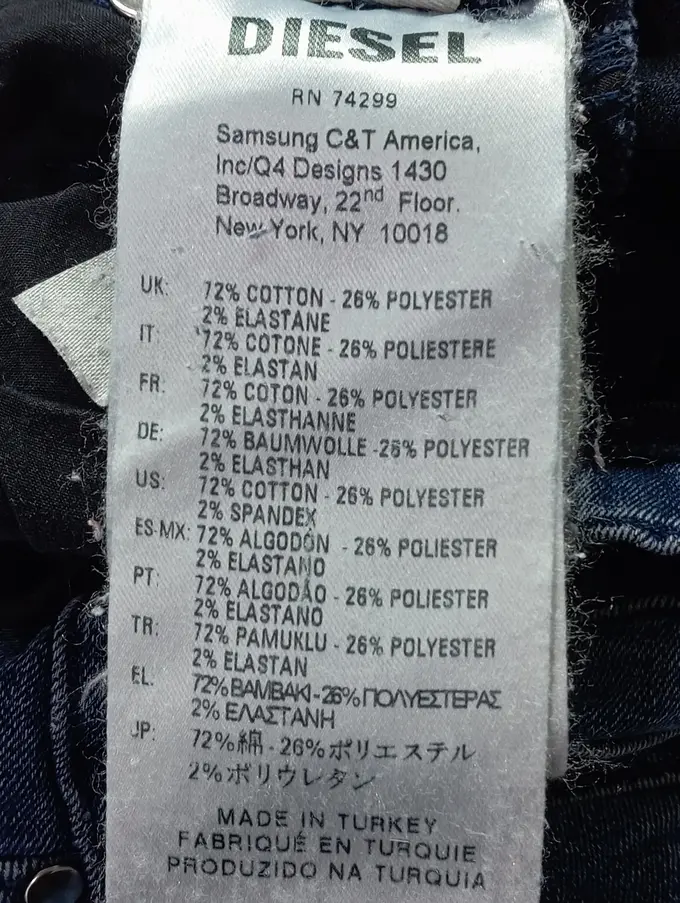 DIESEL
RN 74299
Samsung C&T America,
Inc/Q4 Designs 1430
Broadway, 22nd Floor.
New York, NY 10018
UK: 72% COTTON - 26% POLYESTER
2% ELASTANE
IT: 72% COTONE - 26% POLIESTERE
2% ELASTAN
FR: 72% COTON - 26% POLYESTER
2% ELASTHANNE
DE: 72% BAUMWOLLE -26% POLYESTER
2% ELASTHAN
US: 72% COTTON - 26% POLYESTER
2% SPANDEX
ES-MX: 72% ALGODÓN - 26% POLIESTER
2% ELASTANO
PT: 72% ALGODÃO - 26% POLIESTER
2% ELASTANO
TR: 72% PAMUKLU - 26% POLYESTER
2% ELASTAN
EL: 72% ΒΑΜΒΑΚΙ - 26% ΠΟΛΥΕΣΤΕΡΑΣ
2% ΕΛΑΣΤΑΝΗ
JP: 72%綿 - 26%ポリエステル
2%ポリウレタン
MADE IN TURKEY
FABRIQUÉ EN TURQUIE
PRODUZIDO NA TURQUIA